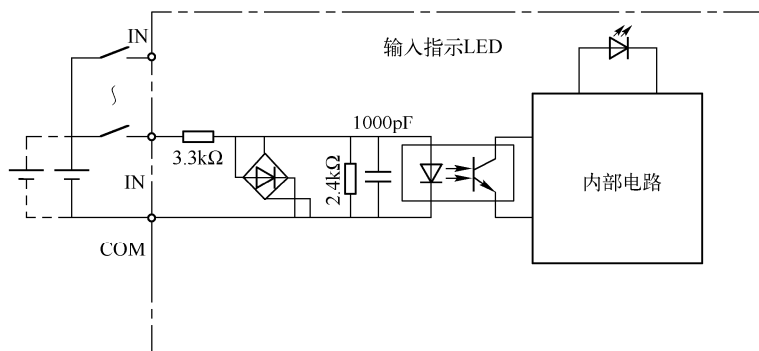 IN
输入指示LED
1000pF
3.3kΩ
2.4kΩ
IN
内部电路
COM